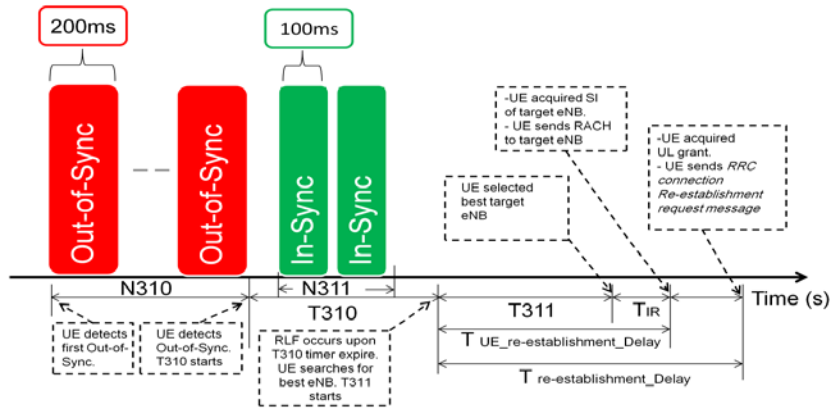 200ms
100ms
Out-of-Sync
Out-of-Sync
In-Sync
In-Sync
-UE acquired SI
of target eNB.
- UE sends RACH
to target eNB
-UE acquired
UL grant.
- UE sends RRC
connection
Re-establishment
request message
UE selected
best target
eNB
N310
N311
Time (s)
T310
T311
TIR
UE detects
first Out-of-
Sync.
UE detects
Out-of-Sync.
T310 starts
RLF occurs upon
T310 timer expire.
UE searches for
best eNB. T311
starts
T UE_re-establishment_Delay
T re-establishment_Delay